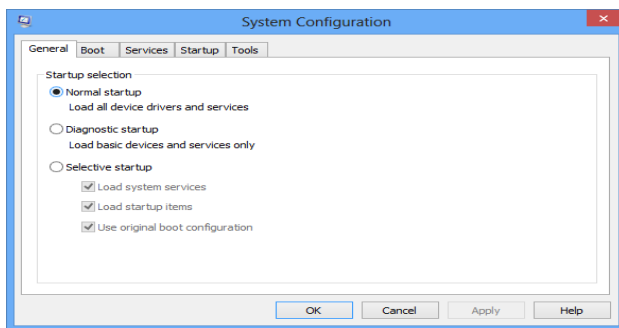 System Configuration
General Boot Services Startup Tools
Startup selection
Normal startup
Load all device drivers and services
Diagnostic startup
Load basic devices and services only
Selective startup
Load system services
Load startup items
Use original boot configuration
OK Cancel Apply Help